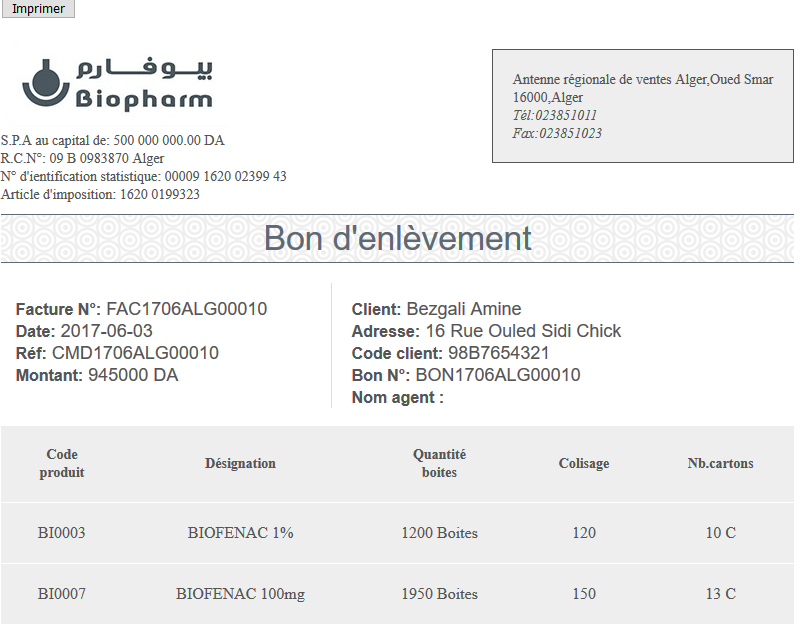 Imprimer
بيوفارم
Biopharm
Antenne régionale de ventes Alger,Oued Smar
16000,Alger
Tél:023851011
Fax:023851023
S.P.A au capital de: 500 000 000.00 DA
R.C.N°: 09 B 0983870 Alger
N° d'ientification statistique: 00009 1620 02399 43
Article d'imposition: 1620 0199323
Bon d'enlèvement
Facture N°: FAC1706ALG00010
Date: 2017-06-03
Réf: CMD1706ALG00010
Montant: 945000 DA
Client: Bezgali Amine
Adresse: 16 Rue Ouled Sidi Chick
Code client: 98B7654321
Bon N°: BON1706ALG00010
Nom agent :
Code produit Désignation Quantité boites Colisage Nb.cartons
BI0003 BIOFENAC 1% 1200 Boites 120 10 C
BI0007 BIOFENAC 100mg 1950 Boites 150 13 C